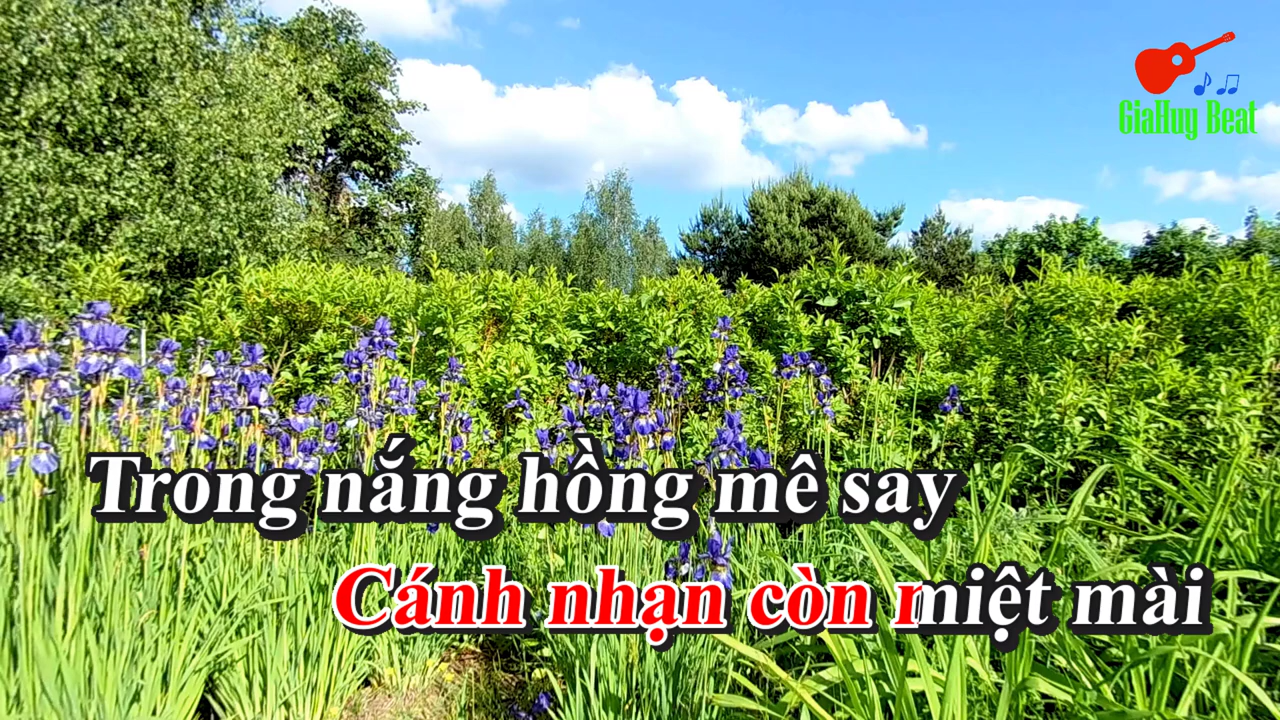 GiaHuy Beat
Trong nắng hồng mê say
Cánh nhạn còn miệt mài